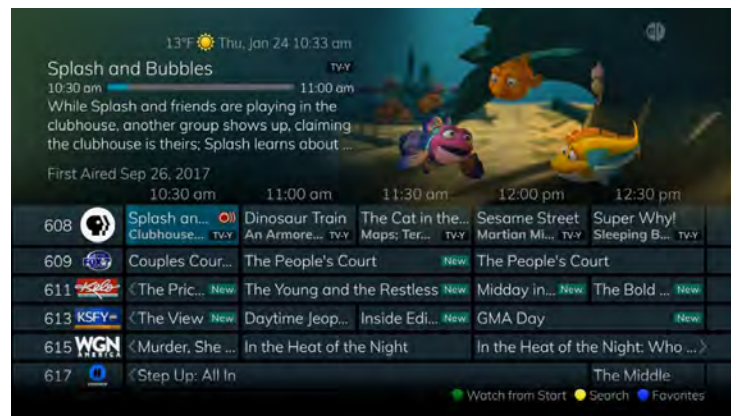 13°F Thu, Jan 24 10:33 am
Splash and Bubbles TV-Y
10:30 am 11:00 am
While Splash and friends are playing in the
clubhouse, another group shows up, claiming
the clubhouse is theirs; Splash learns about ...
First Aired Sep 26, 2017
10:30 am 11:00 am 11:30 am 12:00 pm 12:30 pm
608 Splash an... Dinosaur Train The Cat in the... Sesame Street Super Why!
Clubhouse... TV-Y An Armore... TV-Y Maps; Ter... TV-Y Martian Mi... TV-Y Sleeping B... TV-Y
609 Couples Cour... The People's Court New The People's Court
611 Kelo <The Pric... New The Young and the Restless New Midday in... New The Bold ... New
613 KSFY <The View New Daytime Jeop... Inside Edi... New GMA Day New
615 WGN AMERICA <Murder, She ... In the Heat of the Night In the Heat of the Night: Who ...>
617 <Step Up: All In The Middle
Watch from Start Search Favorites